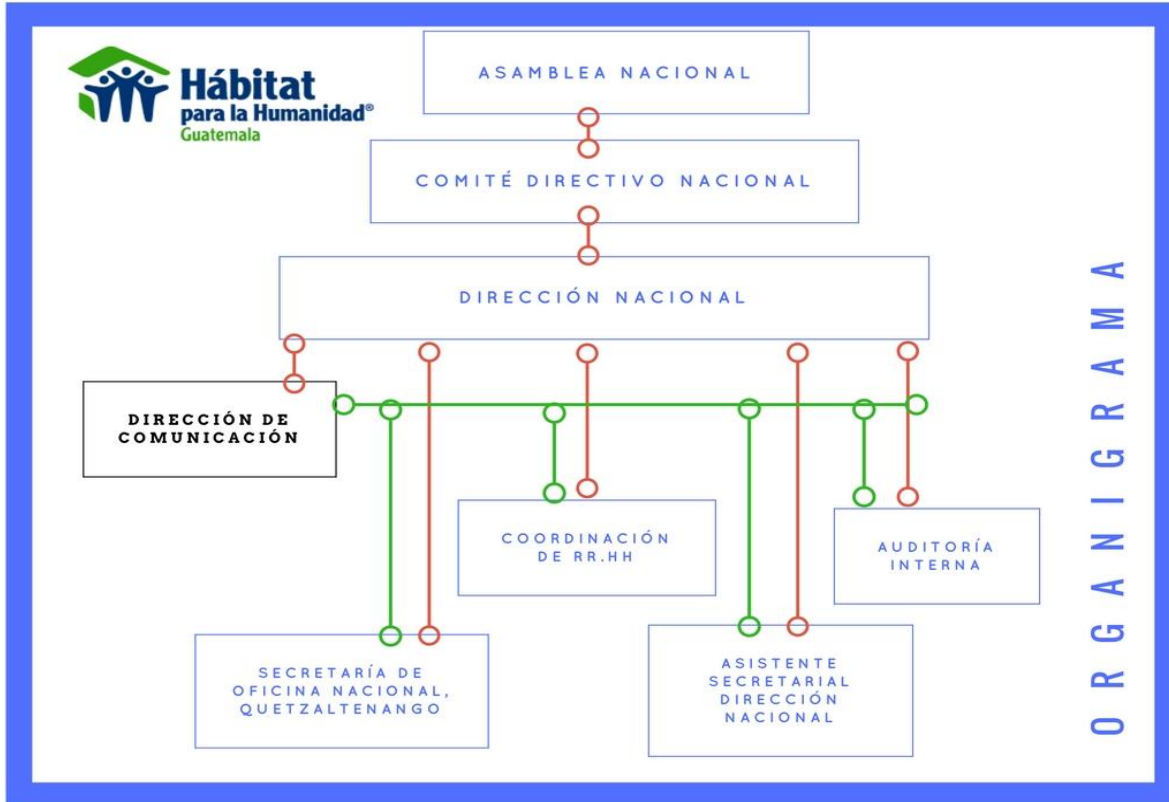 Hábitat
para la Humanidad®
Guatemala
ASAMBLEA NACIONAL
COMITÉ DIRECTIVO NACIONAL
DIRECCIÓN NACIONAL
DIRECCIÓN DE
COMUNICACIÓN
COORDINACIÓN
DE RR.HH
AUDITORÍA
INTERNA
SECRETARÍA DE
OFICINA NACIONAL,
QUETZALTENANGO
ASISTENTE
SECRETARIAL
DIRECCIÓN
NACIONAL
ORGANIGRAMA